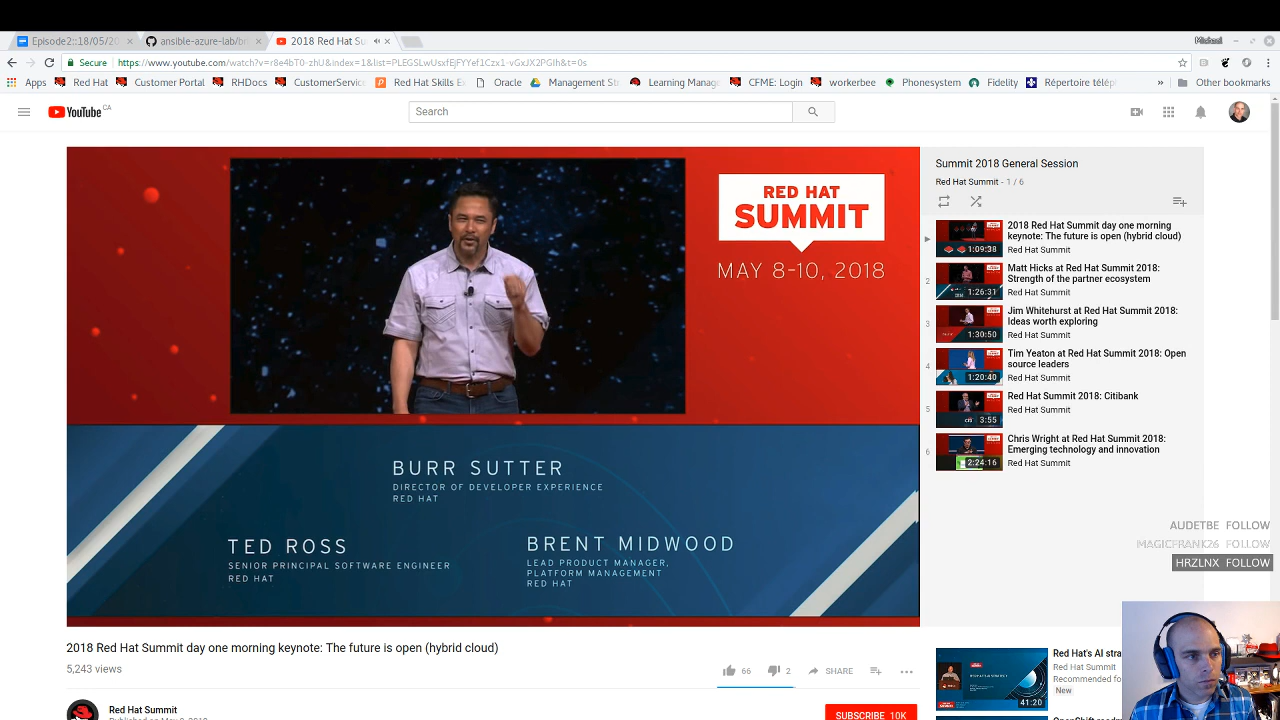 Episode2::18/05/20
ansible-azure-lab/bri
2018 Red Hat Su
Michael
Secure
https://www.youtube.com/watch?v=r8e4bT0-zhU&index=1&list=PLEGSLwUsxfEjFYYef1Czx1-vGxJX2PGIh&t=0s
Apps
Red Hat
Customer Portal
RHDocs
CustomerService
Red Hat Skills Ex
Oracle
Management Stat
Learning Manage
CFME: Login
workerbee
Phonesystem
Fidelity
Répertoire télép
»
Other bookmarks
YouTube CA
Search
RED HAT
SUMMIT
MAY 8-10, 2018
BURR SUTTER
DIRECTOR OF DEVELOPER EXPERIENCE
RED HAT
TED ROSS
SENIOR PRINCIPAL SOFTWARE ENGINEER
RED HAT
BRENT MIDWOOD
LEAD PRODUCT MANAGER,
PLATFORM MANAGEMENT
RED HAT
2018 Red Hat Summit day one morning keynote: The future is open (hybrid cloud)
5,243 views
66
2
SHARE
Red Hat Summit
SUBSCRIBE 10K
Summit 2018 General Session
Red Hat Summit - 1 / 6
2018 Red Hat Summit day one morning
keynote: The future is open (hybrid cloud)
Red Hat Summit
1:09:38
2
Matt Hicks at Red Hat Summit 2018:
Strength of the partner ecosystem
Red Hat Summit
1:26:31
3
Jim Whitehurst at Red Hat Summit 2018:
Ideas worth exploring
Red Hat Summit
1:30:50
4
Tim Yeaton at Red Hat Summit 2018: Open
source leaders
Red Hat Summit
1:20:40
5
Red Hat Summit 2018: Citibank
Red Hat Summit
3:55
6
Chris Wright at Red Hat Summit 2018:
Emerging technology and innovation
Red Hat Summit
2:24:16
AUDETBE FOLLOW
MAGICFRANK26 FOLLOW
HRZLNX FOLLOW
Red Hat's AI stra
Red Hat Summit
Recommended fo
New
41:20